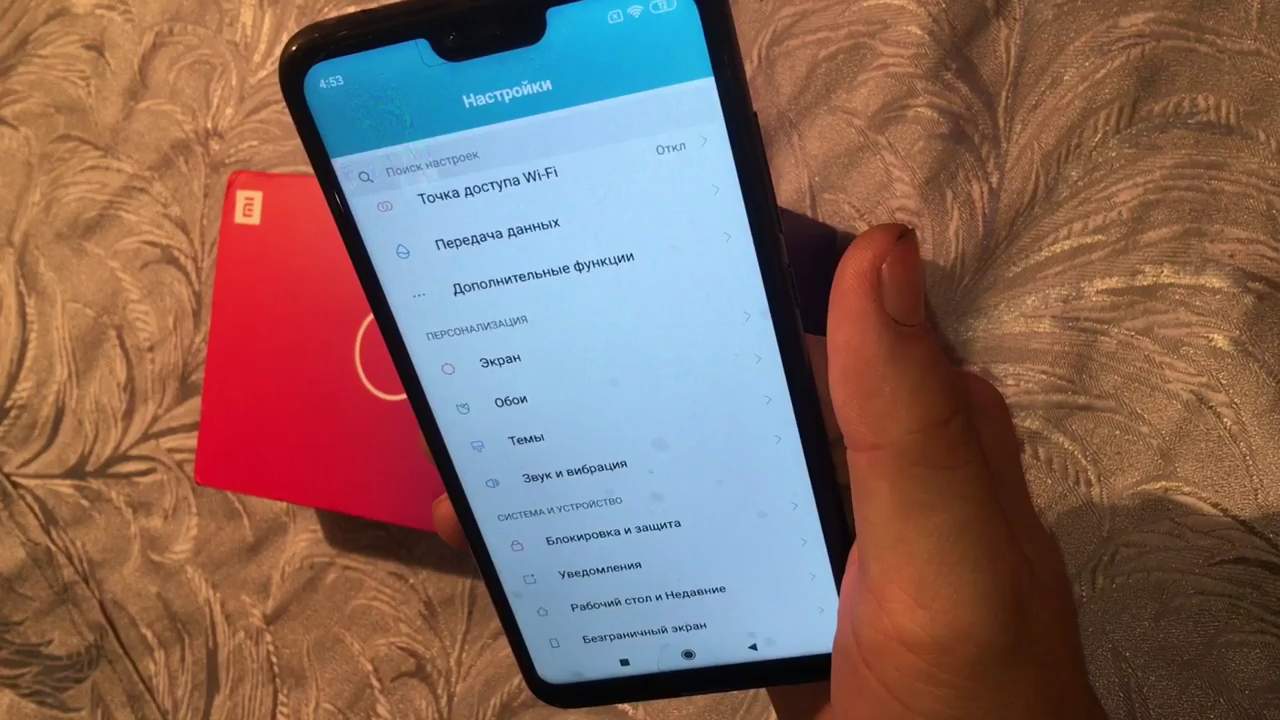 4:53
12
Настройки
Поиск настроек
Точка доступа Wi-Fi
Откл
Передача данных
Дополнительные функции
ПЕРСОНАЛИЗАЦИЯ
Экран
Обои
Темы
Звук и вибрация
СИСТЕМА И УСТРОЙСТВО
Блокировка и защита
Уведомления
Рабочий стол и Недавние
Безграничный экран